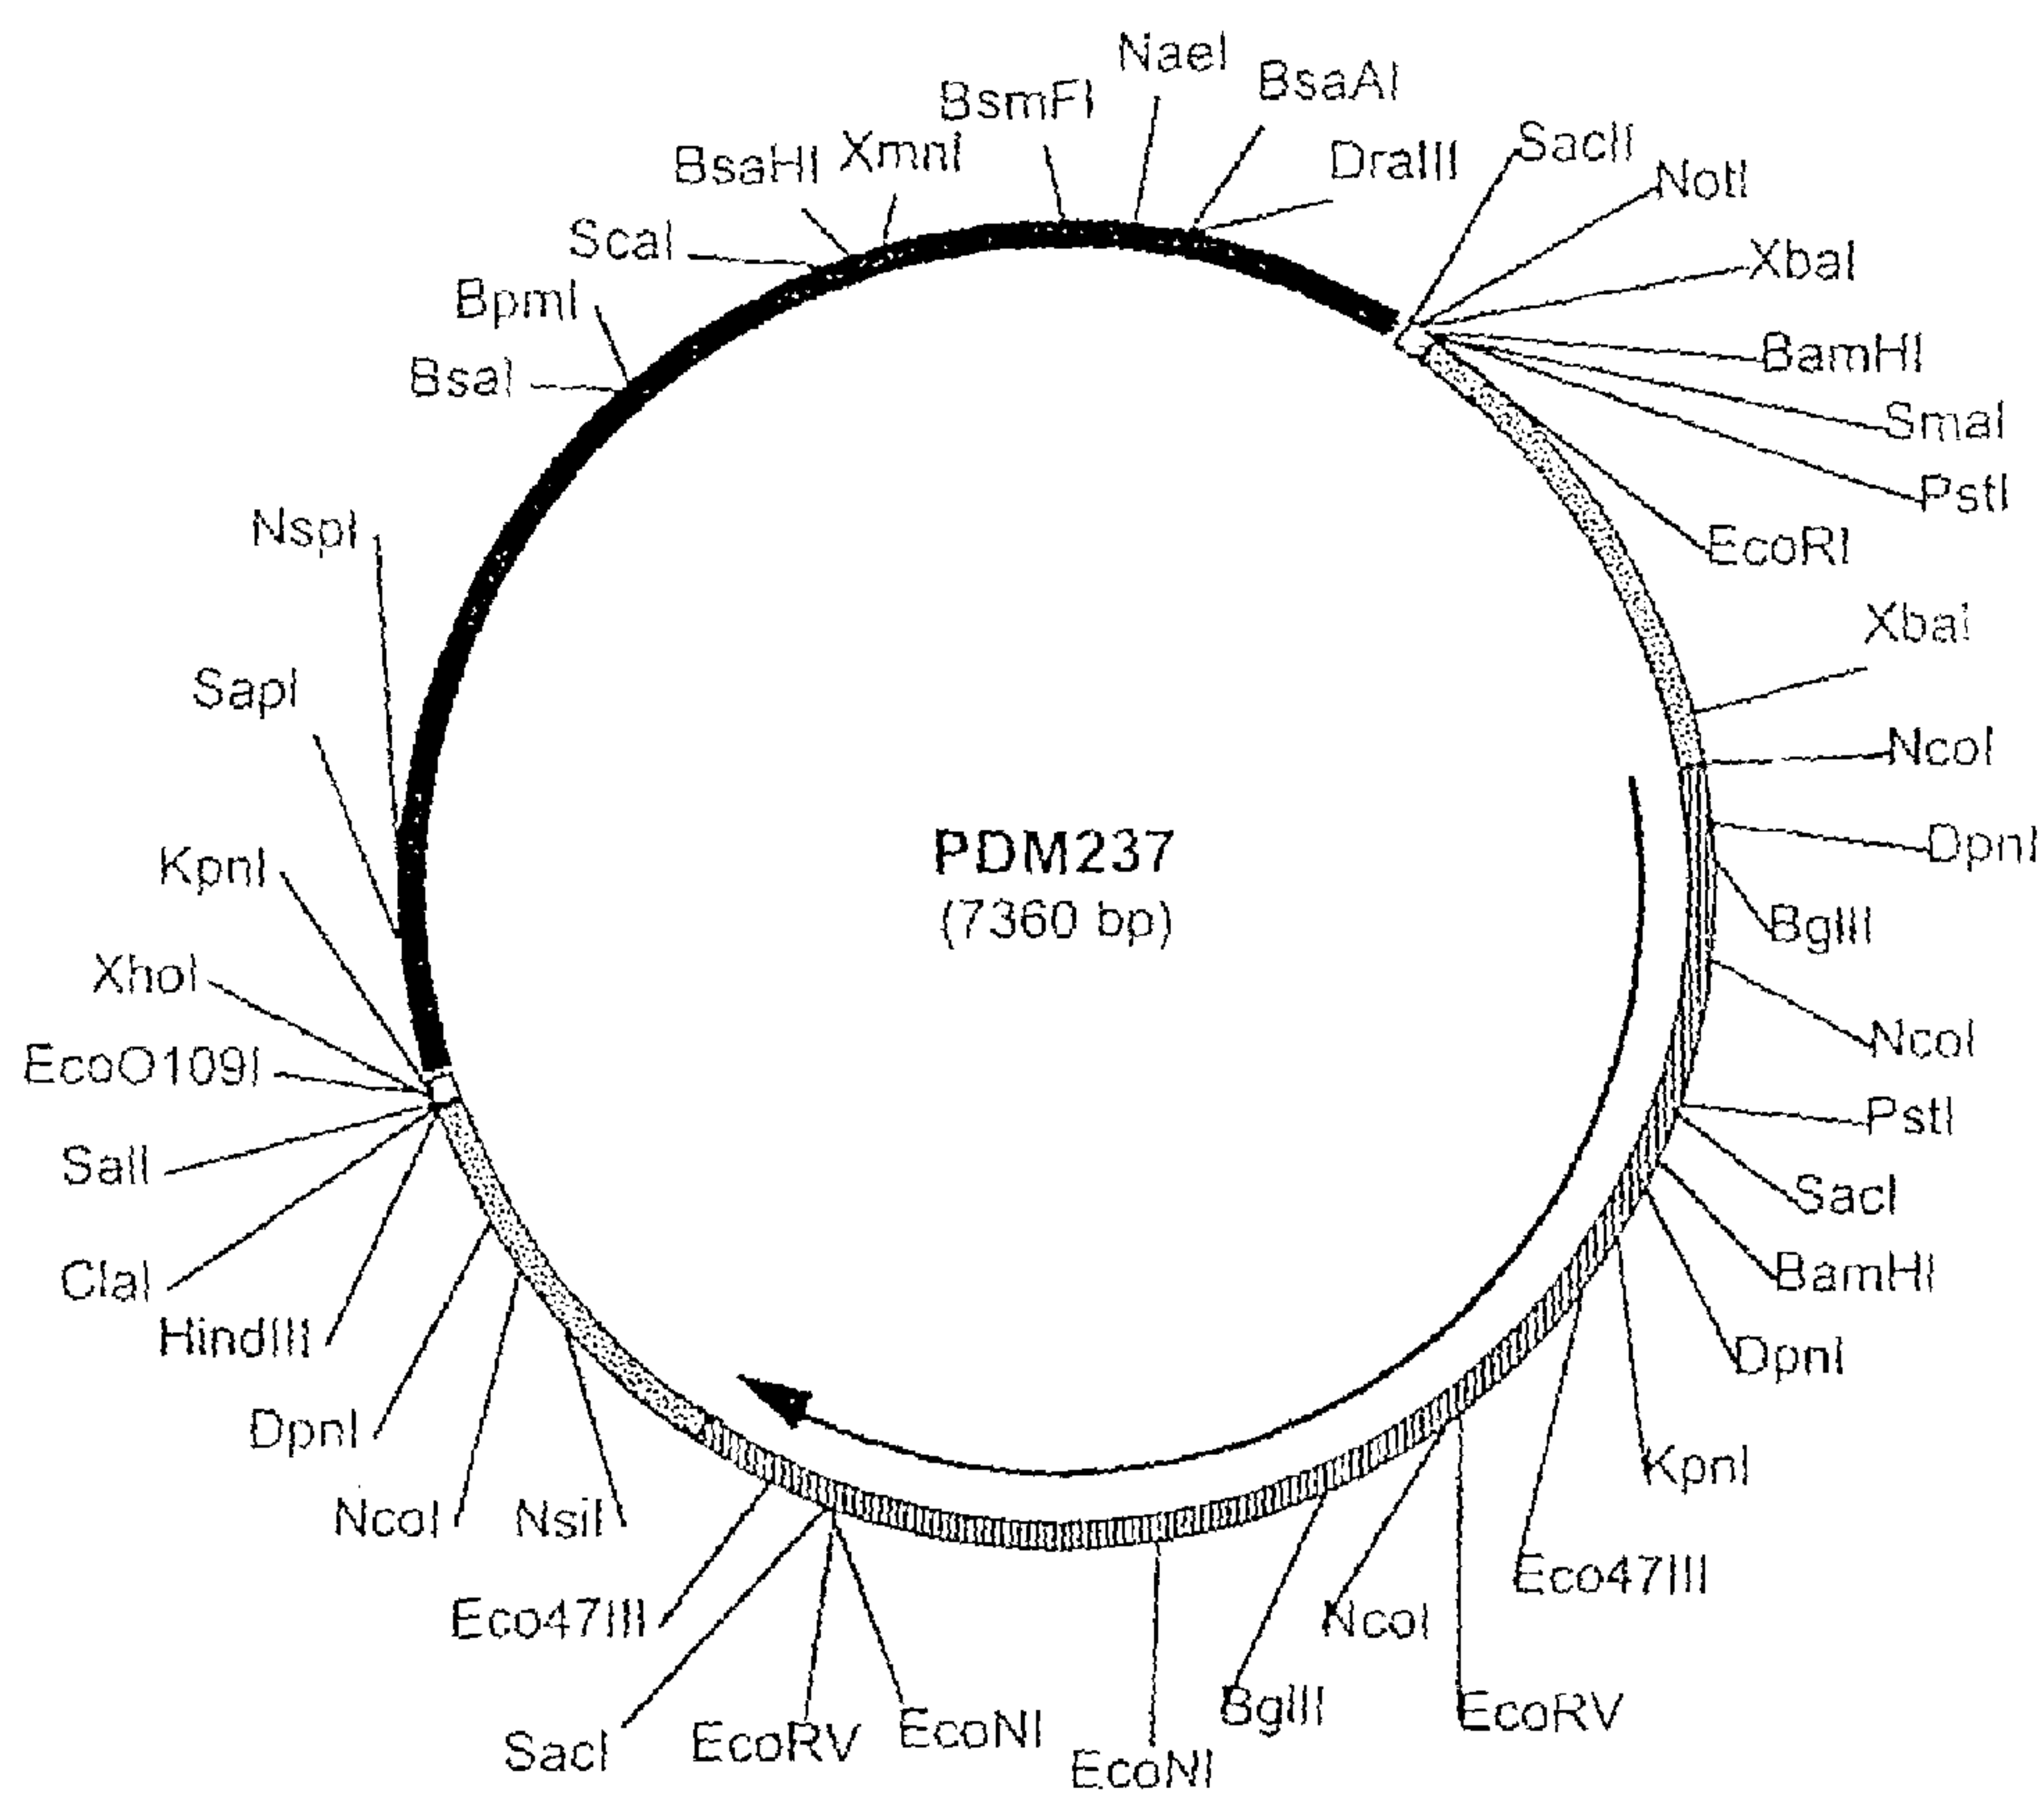 NaeI
BsmFI
BsaAI
BsaHI
XmnI
DraIII
SacII
NotI
ScaI
XbaI
BpmI
BamHI
BsaI
SmaI
PstI
NspI
EcoRI
XbaI
SapI
NcoI
DpnI
PDM237
(7360 bp)
KpnI
BglII
XhoI
NcoI
EcoO109I
PstI
SalI
SacI
ClaI
BamHI
HindIII
DpnI
DpnI
KpnI
NcoI
NsiI
Eco47III
Eco47III
NcoI
BglII
EcoRV
SacI
EcoRV
EcoNI
EcoNI